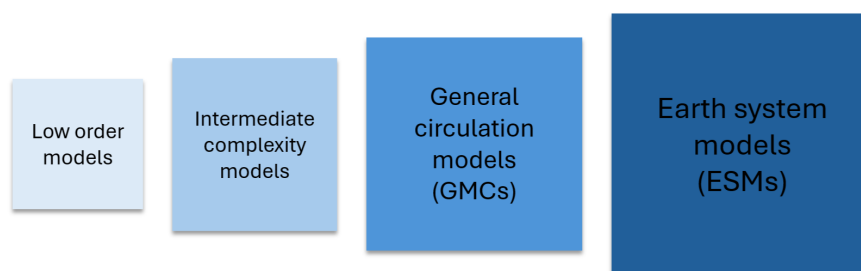 Low order
models
Intermediate
complexity
models
General
circulation
models
(GMCs)
Earth system
models
(ESMs)